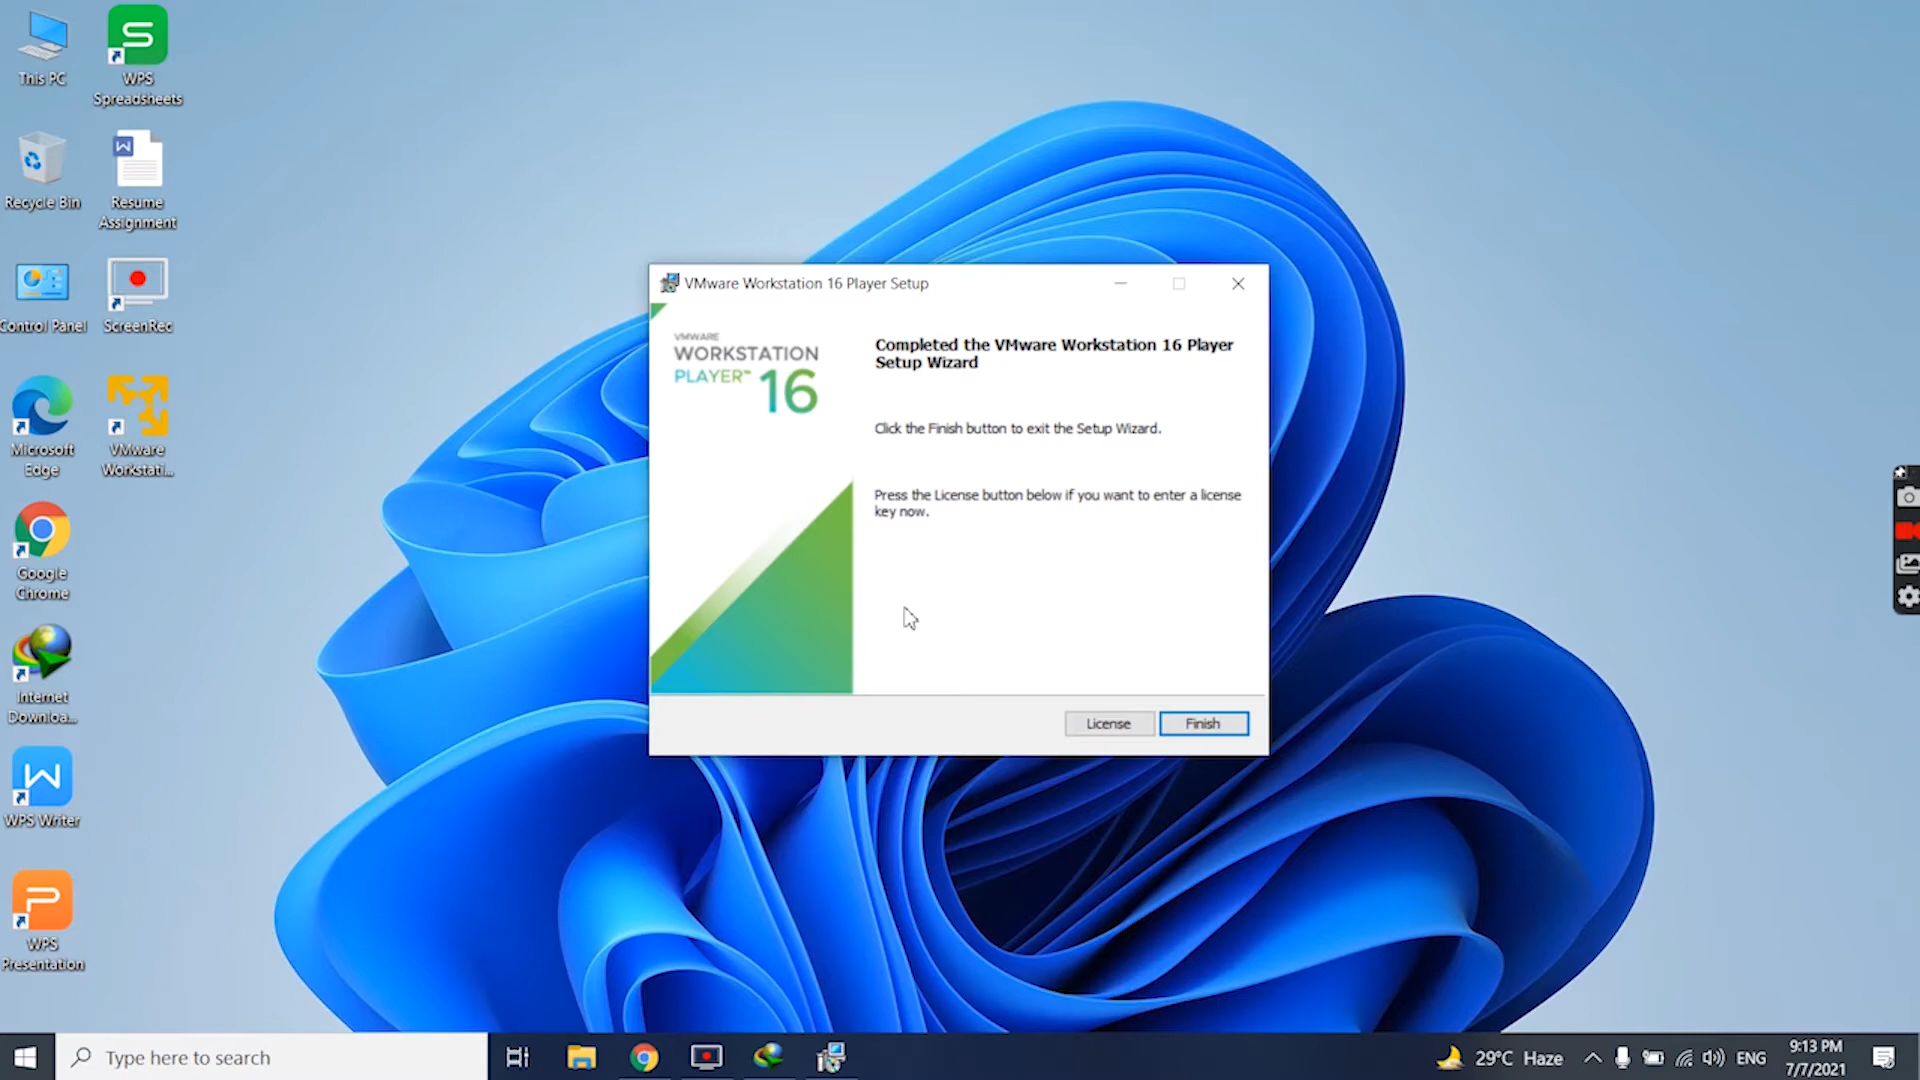 This PC
WPS
Spreadsheets
Recycle Bin
Resume
Assignment
Control Panel
ScreenRec
Microsoft
Edge
VMware
Workstati...
Google
Chrome
Internet
Downloa...
WPS Writer
WPS
Presentation
VMware Workstation 16 Player Setup
VMWARE
WORKSTATION
PLAYER™ 16
Completed the VMware Workstation 16 Player
Setup Wizard
Click the Finish button to exit the Setup Wizard.
Press the License button below if you want to enter a license
key now.
License
Finish
Type here to search
29°C Haze
ENG
9:13 PM
7/7/2021